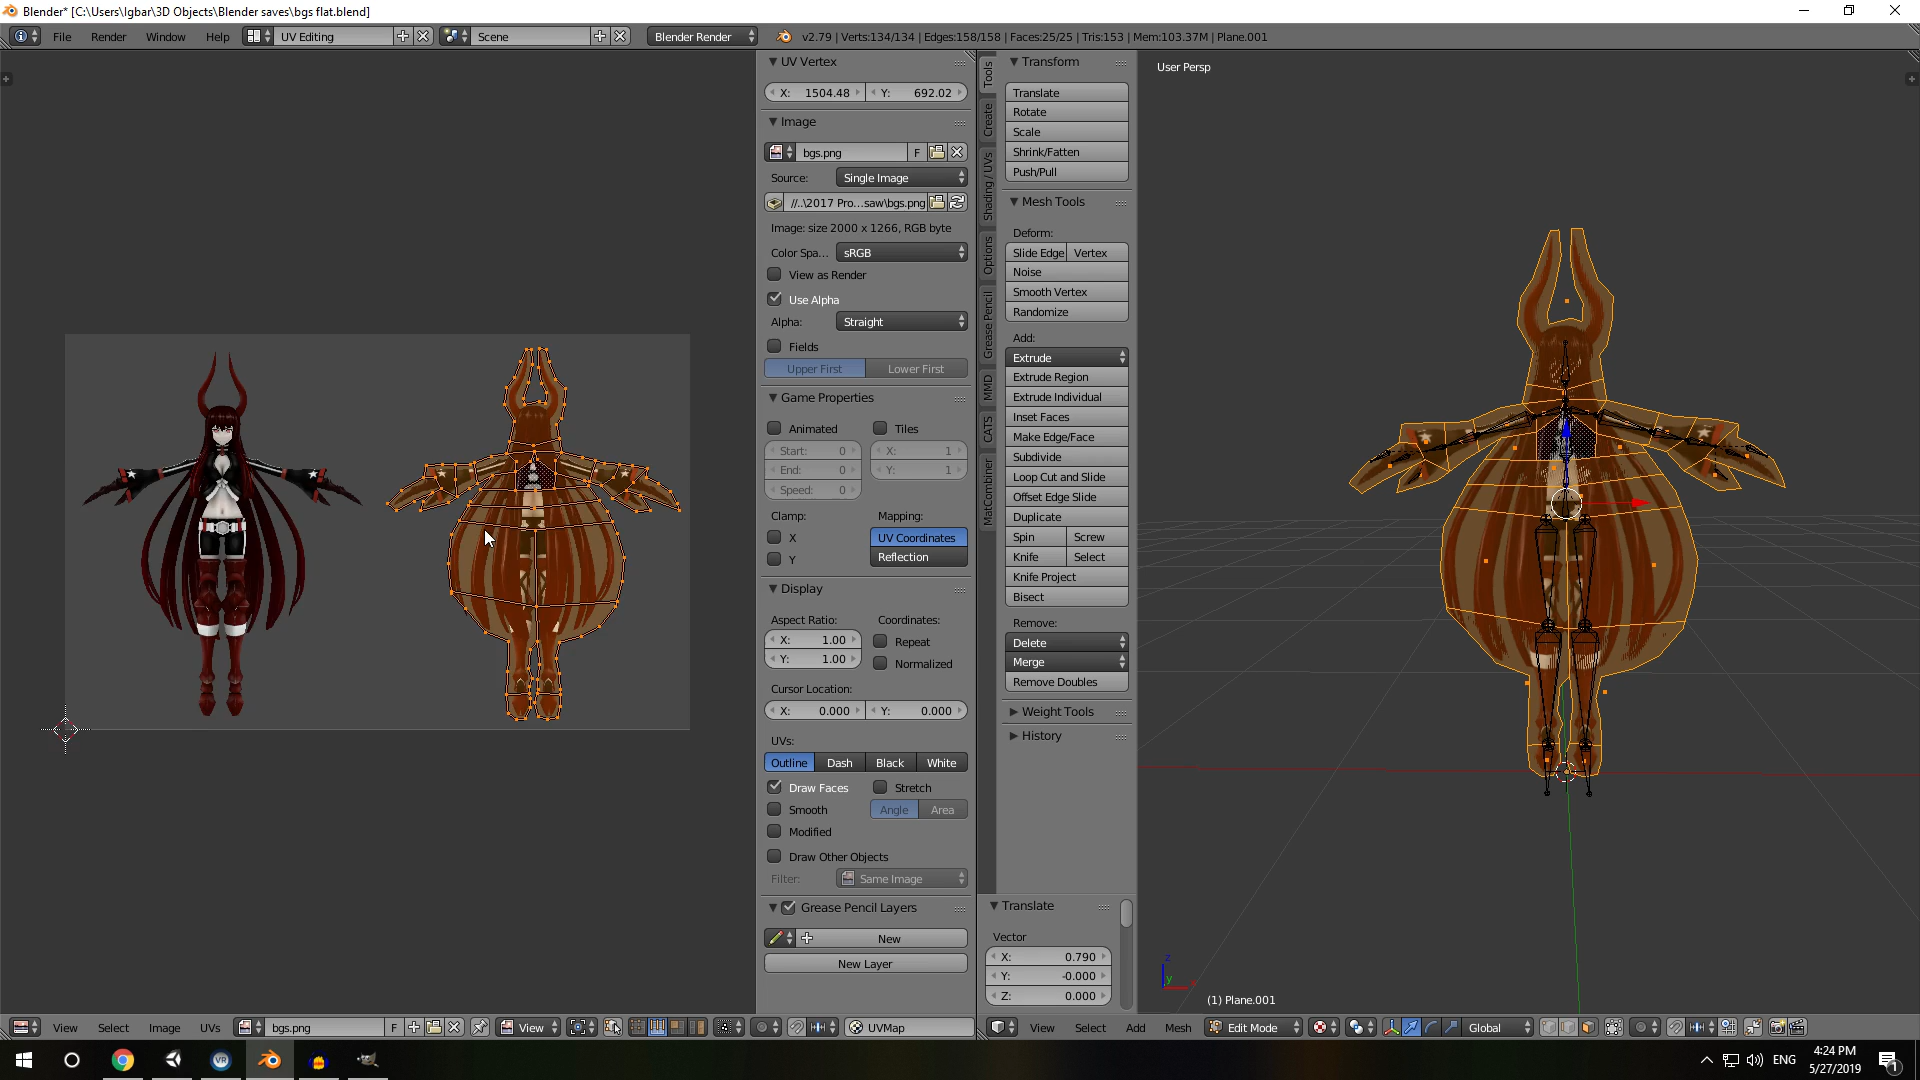 Blender* [C:\Users\Igbar\3D Objects\Blender saves\bgs flat.blend]
File Render Window Help UV Editing Scene Blender Render v2.79 | Verts:134/134 | Edges:158/158 | Faces:25/25 | Tris:153 | Mem:103.37M | Plane.001
UV Vertex
X: 1504.48 Y: 692.02
Image
bgs.png F
Source: Single Image
//..\2017 Pro...saw\bgs.png
Image: size 2000 x 1266, RGB byte
Color Spa... sRGB
View as Render
Use Alpha
Alpha: Straight
Fields
Upper First Lower First
Game Properties
Animated Tiles
Start: 0 X: 1
End: 0 Y: 1
Speed: 0
Clamp: Mapping:
X UV Coordinates
Y Reflection
Display
Aspect Ratio: Coordinates:
X: 1.00 Repeat
Y: 1.00 Normalized
Cursor Location:
X: 0.000 Y: 0.000
UVs:
Outline Dash Black White
Draw Faces Stretch
Smooth Angle Area
Modified
Draw Other Objects
Filter: Same Image
Grease Pencil Layers
New
New Layer
Tools
Create
Shading / UVs
Options
Grease Pencil
MMD
CATS
MatCombiner
Transform
Translate
Rotate
Scale
Shrink/Fatten
Push/Pull
Mesh Tools
Deform:
Slide Edge Vertex
Noise
Smooth Vertex
Randomize
Add:
Extrude
Extrude Region
Extrude Individual
Inset Faces
Make Edge/Face
Subdivide
Loop Cut and Slide
Offset Edge Slide
Duplicate
Spin Screw
Knife Select
Knife Project
Bisect
Remove:
Delete
Merge
Remove Doubles
Weight Tools
History
Translate
Vector
X: 0.790
Y: -0.000
Z: 0.000
User Persp
z
y
(1) Plane.001
View Select Image UVs bgs.png F View UVMap
View Select Add Mesh Edit Mode Global
VR
ENG
4:24 PM
5/27/2019
1